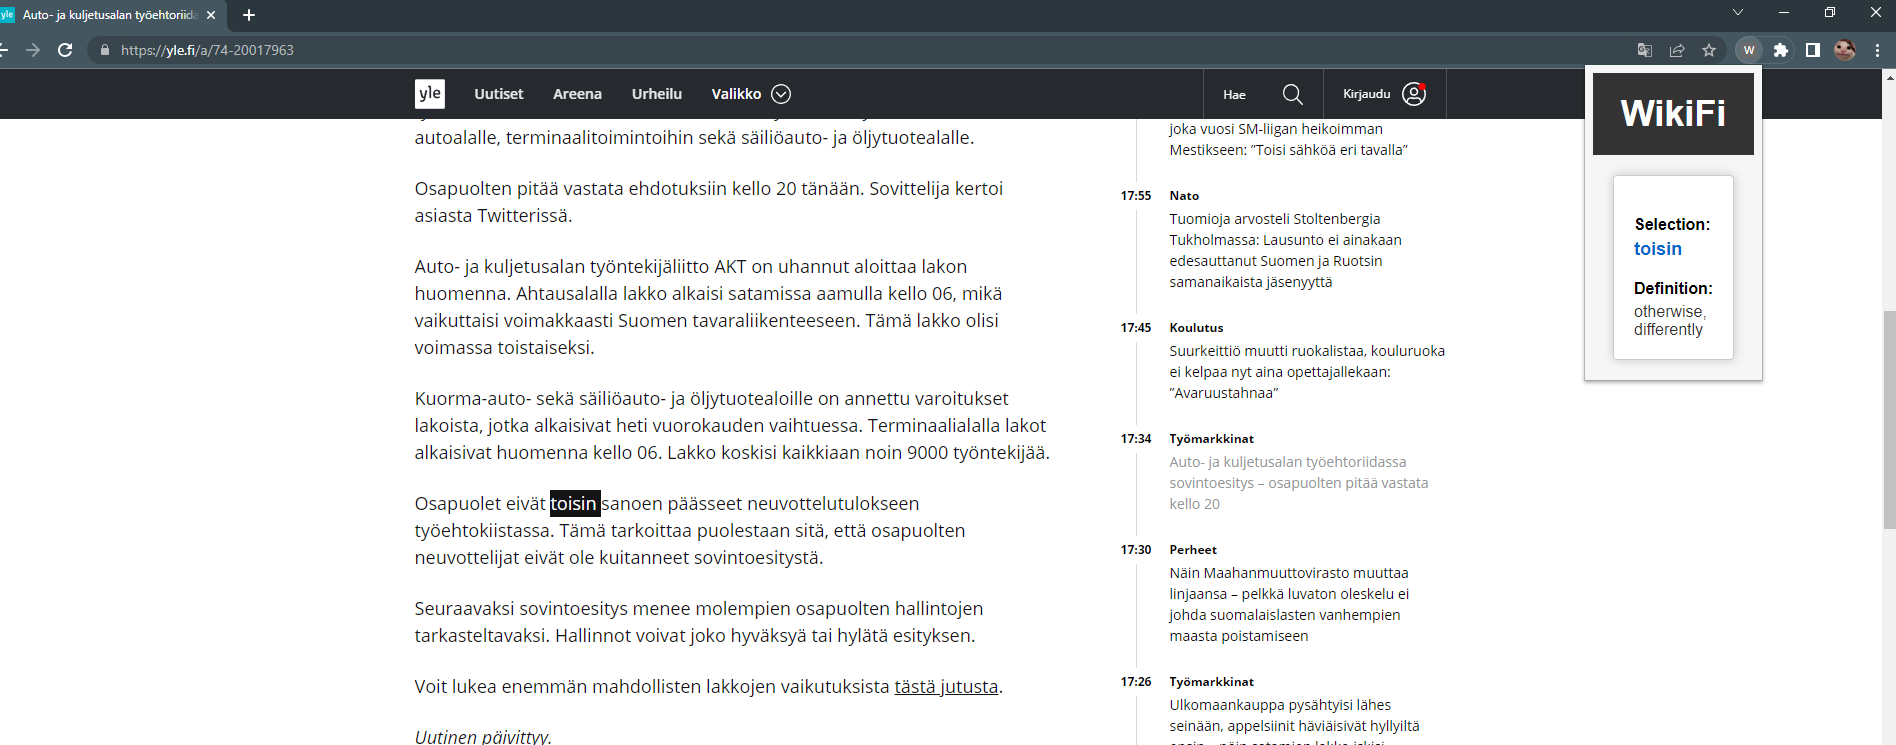 yle
Auto- ja kuljetusalan työehtoriida
https://yle.fi/a/74-20017963
W
yle
Uutiset
Areena
Urheilu
Valikko
Hae
Kirjaudu
autoalalle, terminaalitoimintoihin sekä säiliöauto- ja öljytuotealalle.
Osapuolten pitää vastata ehdotuksiin kello 20 tänään. Sovittelija kertoi
asiasta Twitterissä.
Auto- ja kuljetusalan työntekijäliitto AKT on uhannut aloittaa lakon
huomenna. Ahtausalalla lakko alkaisi satamissa aamulla kello 06, mikä
vaikuttaisi voimakkaasti Suomen tavaraliikenteeseen. Tämä lakko olisi
voimassa toistaiseksi.
Kuorma-auto- sekä säiliöauto- ja öljytuotealoille on annettu varoitukset
lakoista, jotka alkaisivat heti vuorokauden vaihtuessa. Terminaalialalla lakot
alkaisivat huomenna kello 06. Lakko koskisi kaikkiaan noin 9000 työntekijää.
Osapuolet eivät toisin sanoen päässeet neuvottelutulokseen
työehtokiistassa. Tämä tarkoittaa puolestaan sitä, että osapuolten
neuvottelijat eivät ole kuitanneet sovintoesitystä.
Seuraavaksi sovintoesitys menee molempien osapuolten hallintojen
tarkasteltavaksi. Hallinnot voivat joko hyväksyä tai hylätä esityksen.
Voit lukea enemmän mahdollisten lakkojen vaikutuksista tästä jutusta.
Uutinen päivittyy.
joka vuosi SM-liigan heikoimman
Mestikseen: ”Toisi sähköä eri tavalla”
17:55 Nato
Tuomioja arvosteli Stoltenbergia
Tukholmassa: Lausunto ei ainakaan
edesauttanut Suomen ja Ruotsin
samanaikaista jäsenyyttä
17:45 Koulutus
Suurkeittiö muutti ruokalistaa, kouluruoka
ei kelpaa nyt aina opettajallekaan:
”Avaruustahnaa”
17:34 Työmarkkinat
Auto- ja kuljetusalan työehtoriidassa
sovintoesitys – osapuolten pitää vastata
kello 20
17:30 Perheet
Näin Maahanmuuttovirasto muuttaa
linjaansa – pelkkä luvaton oleskelu ei
johda suomalaislasten vanhempien
maasta poistamiseen
17:26 Työmarkkinat
Ulkomaankauppa pysähtyisi lähes
seinään, appelsiinit häviäisivät hyllyiltä
WikiFi
Selection:
toisin
Definition:
otherwise,
differently